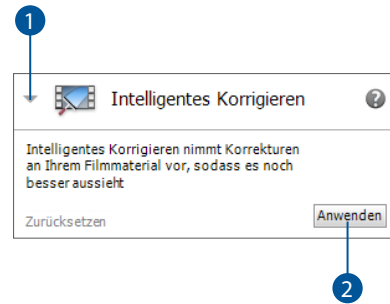 1
Intelligentes Korrigieren
?
Intelligentes Korrigieren nimmt Korrekturen
an Ihrem Filmmaterial vor, sodass es noch
besser aussieht
Zurücksetzen
Anwenden
2